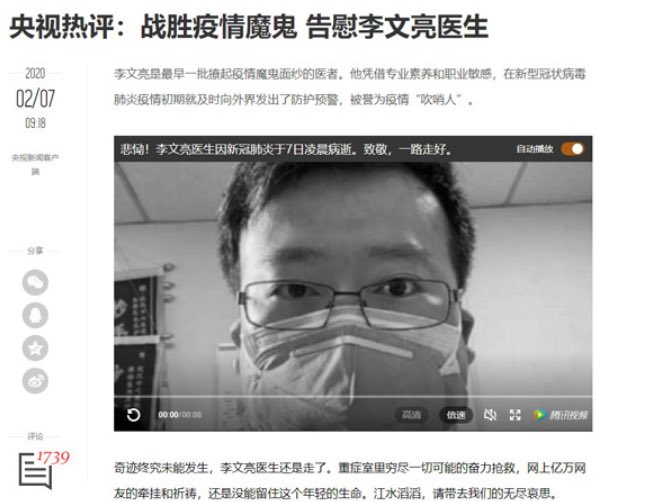 央视热评：战胜疫情魔鬼 告慰李文亮医生
2020
02/07
09:18
央视新闻客户
端
分享
评论
1739
李文亮是最早一批撩起疫情魔鬼面纱的医者。他凭借专业素养和职业敏感，在新型冠状病毒
肺炎疫情初期就及时向外界发出了防护预警，被誉为疫情“吹哨人”。
悲恸！李文亮医生因新冠肺炎于7日凌晨病逝。致敬，一路走好。
自动播放
00:00/00:08
高清
倍速
腾讯视频
奇迹终究未能发生，李文亮医生还是走了。重症室里穷尽一切可能的奋力抢救，网上亿万网
友的牵挂和祈祷，还是没能留住这个年轻的生命。江水滔滔，请带去我们的无尽哀思。